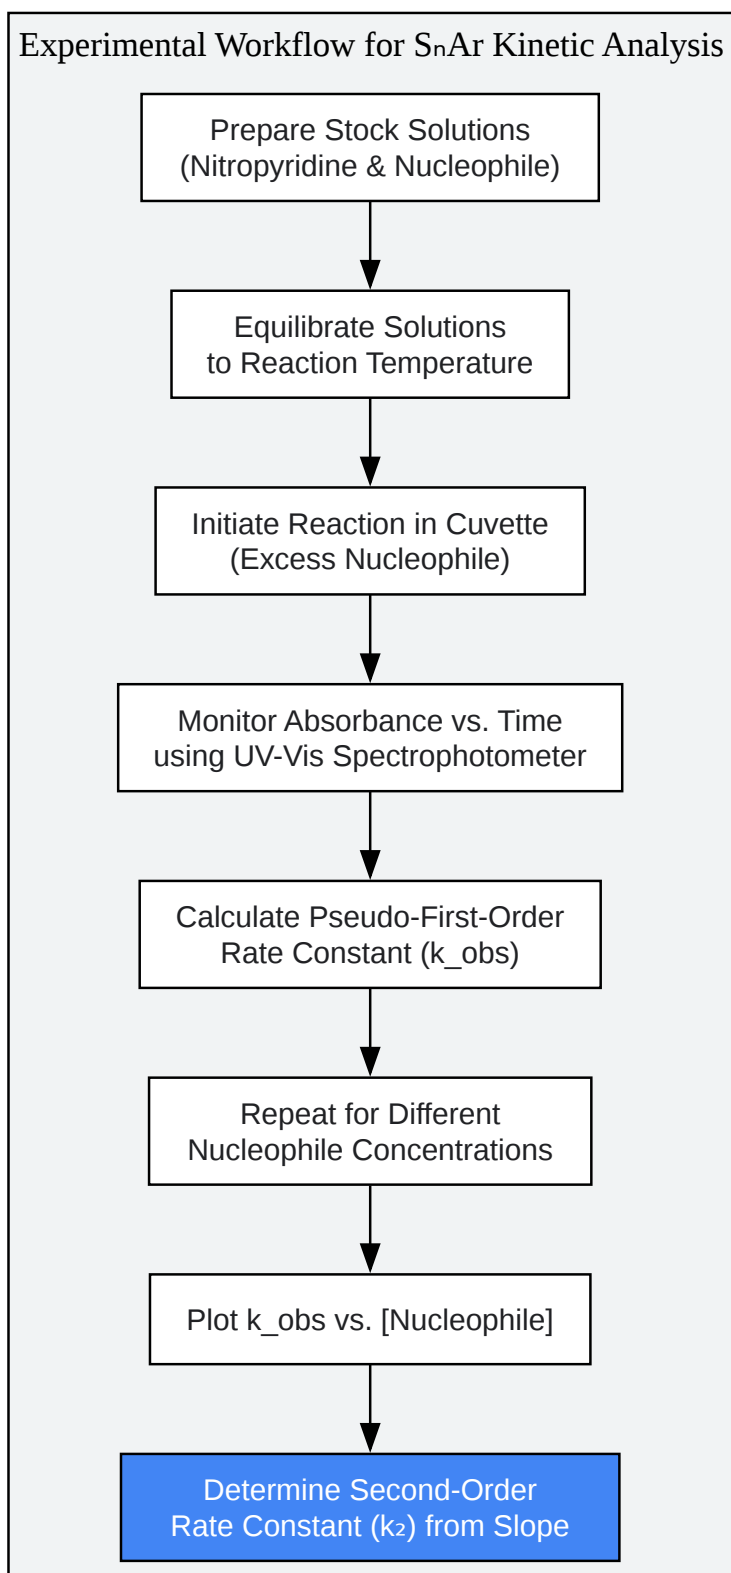 Experimental Workflow for SₙAr Kinetic Analysis
Prepare Stock Solutions
(Nitropyridine & Nucleophile)
Equilibrate Solutions
to Reaction Temperature
Initiate Reaction in Cuvette
(Excess Nucleophile)
Monitor Absorbance vs. Time
using UV-Vis Spectrophotometer
Calculate Pseudo-First-Order
Rate Constant (k_obs)
Repeat for Different
Nucleophile Concentrations
Plot k_obs vs. [Nucleophile]
Determine Second-Order
Rate Constant (k₂) from Slope